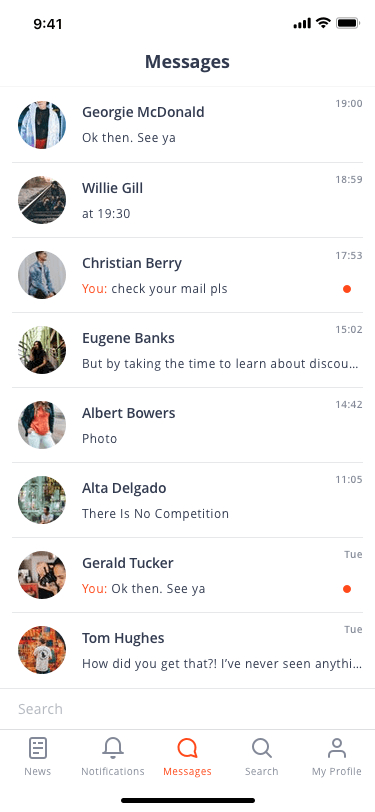 9:41
Messages
Georgie McDonald
19:00
Ok then. See ya
Willie Gill
18:59
at 19:30
Christian Berry
17:53
You: check your mail pls
Eugene Banks
15:02
But by taking the time to learn about discou...
Albert Bowers
14:42
Photo
Alta Delgado
11:05
There Is No Competition
Gerald Tucker
Tue
You: Ok then. See ya
Tom Hughes
Tue
How did you get that?! I’ve never seen anythi...
Search
News Notifications Messages Search My Profile